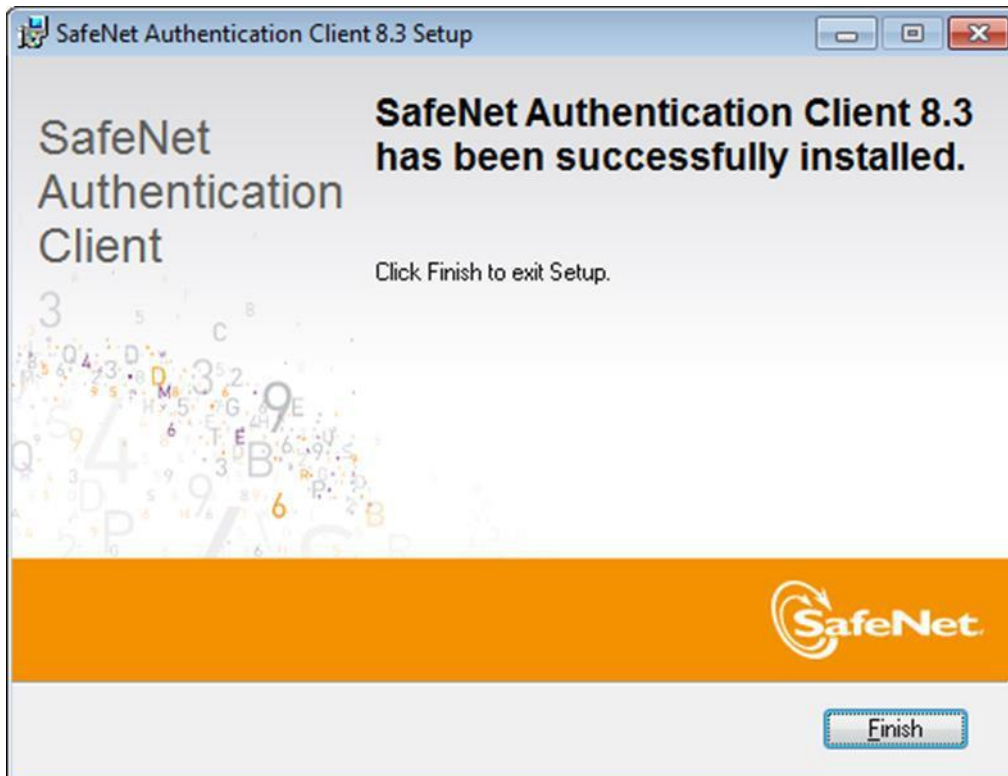 SafeNet Authentication Client 8.3 Setup
SafeNet
Authentication
Client
SafeNet Authentication Client 8.3
has been successfully installed.
Click Finish to exit Setup.
SafeNet.
Finish